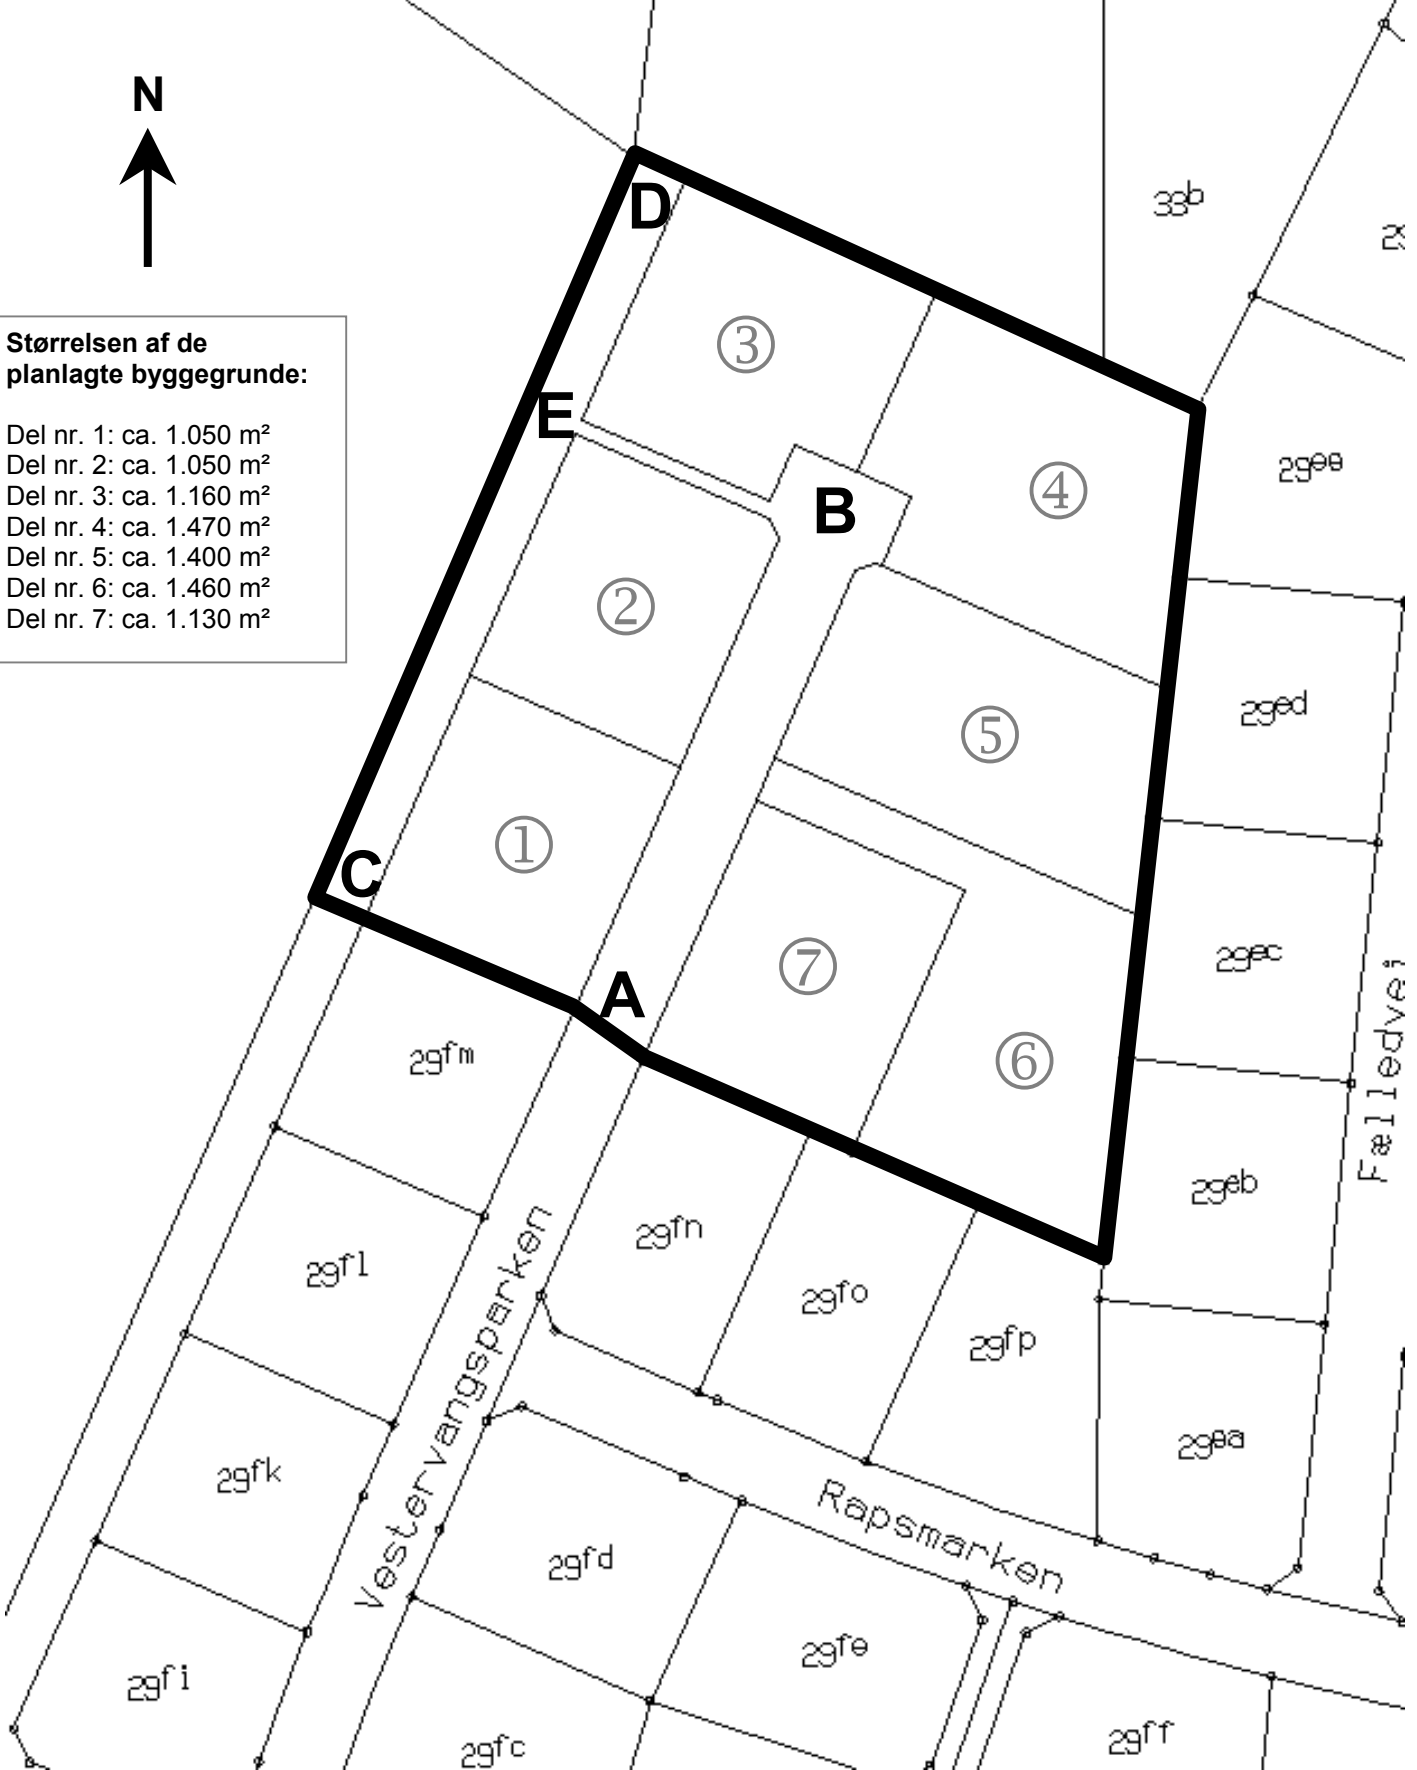 N
Størrelsen af de
planlagte byggegrunde:
Del nr. 1: ca. 1.050 m²
Del nr. 2: ca. 1.050 m²
Del nr. 3: ca. 1.160 m²
Del nr. 4: ca. 1.470 m²
Del nr. 5: ca. 1.400 m²
Del nr. 6: ca. 1.460 m²
Del nr. 7: ca. 1.130 m²
33b
D
3
E
B
4
29ee
2
29ed
5
1
C
7
29ec
A
6
29fm
Fælledvej
29eb
29fn
29fl
29fo
29fp
Vestervangsparken
29ea
29fk
Rapsmarken
29fd
29fe
29fi
29fc
29ff